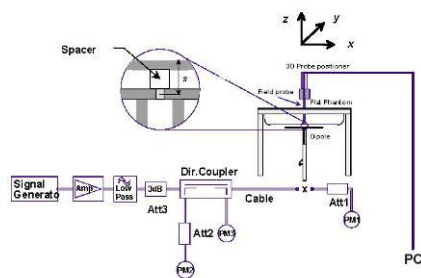 z
y
x
3D Probe positioner
Spacer
s
Field probe
Flat Phantom
Dipole
Dir.Coupler
Signal
Generato
Amp
Low
Pass
3dB
Att3
Cable
x
Att1
Att2
PM3
PM1
PM2
PC